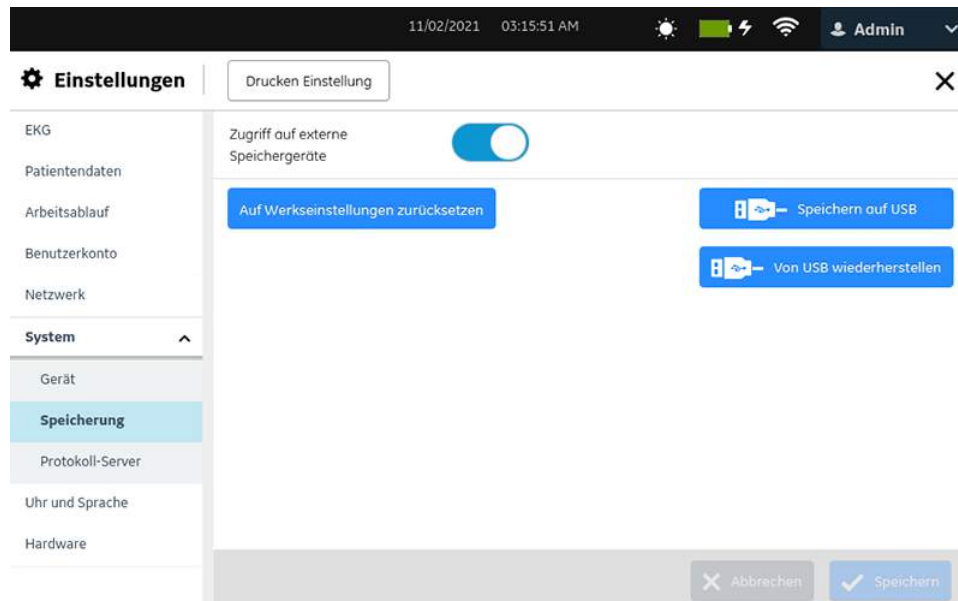 11/02/2021 03:15:51 AM Admin
Einstellungen Drucken Einstellung
EKG
Patientendaten
Arbeitsablauf
Benutzerkonto
Netzwerk
System
Gerät
Speicherung
Protokoll-Server
Uhr und Sprache
Hardware
Zugriff auf externe
Speichergeräte
Auf Werkseinstellungen zurücksetzen
Speichern auf USB
Von USB wiederherstellen
Abbrechen Speichern